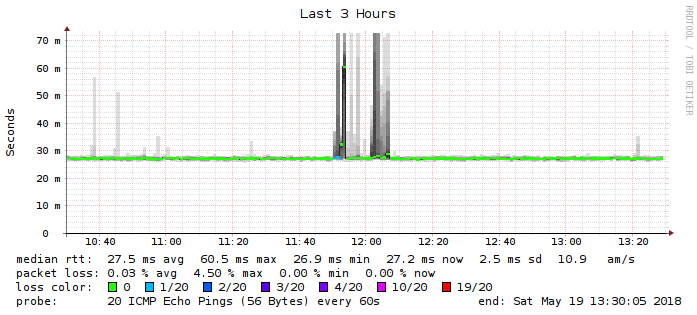 Last 3 Hours
RRDTOOL / TOBI OETIKER
Seconds
70 m
60 m
50 m
40 m
30 m
20 m
10 m
0
10:40 11:00 11:20 11:40 12:00 12:20 12:40 13:00 13:20
median rtt: 27.5 ms avg 60.5 ms max 26.9 ms min 27.2 ms now 2.5 ms sd 10.9 am/s
packet loss: 0.03 % avg 4.50 % max 0.00 % min 0.00 % now
loss color: 0 1/20 2/20 3/20 4/20 10/20 19/20
probe: 20 ICMP Echo Pings (56 Bytes) every 60s end: Sat May 19 13:30:05 2018